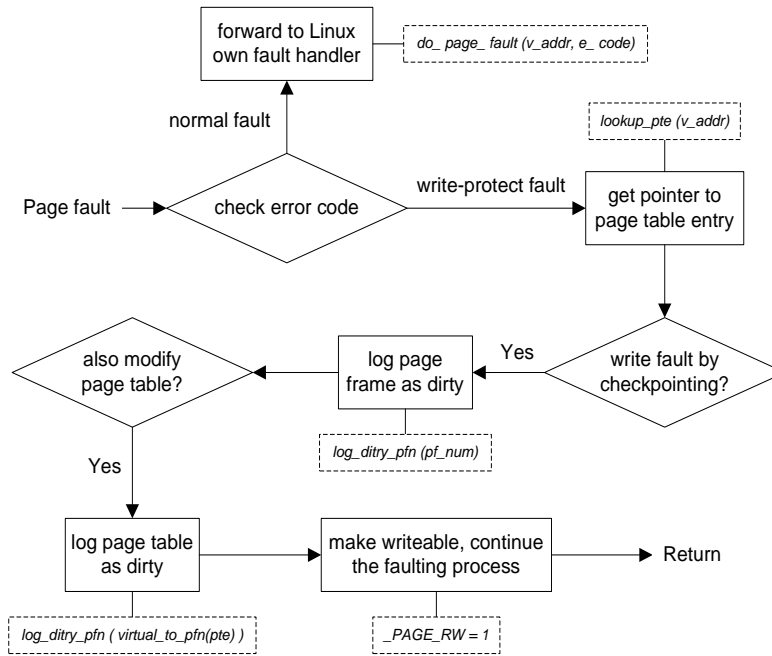 forward to Linux
own fault handler
do_ page_ fault (v_addr, e_ code)
normal fault
lookup_pte (v_addr)
Page fault
check error code
write-protect fault
get pointer to
page table entry
also modify
page table?
log page
frame as dirty
Yes
write fault by
checkpointing?
log_ditry_pfn (pf_num)
Yes
log page table
as dirty
make writeable, continue
the faulting process
Return
log_ditry_pfn ( virtual_to_pfn(pte) )
_PAGE_RW = 1